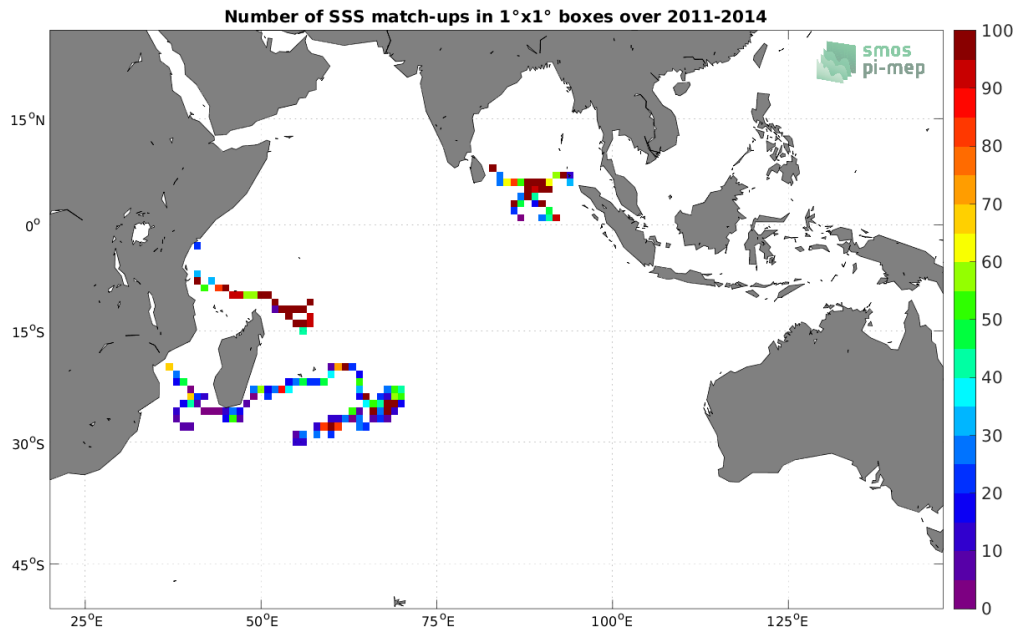 Number of SSS match-ups in 1°x1° boxes over 2011-2014
smos
pi-mep
15°N
0°
15°S
30°S
45°S
25°E
50°E
75°E
100°E
125°E
100
90
80
70
60
50
40
30
20
10
0